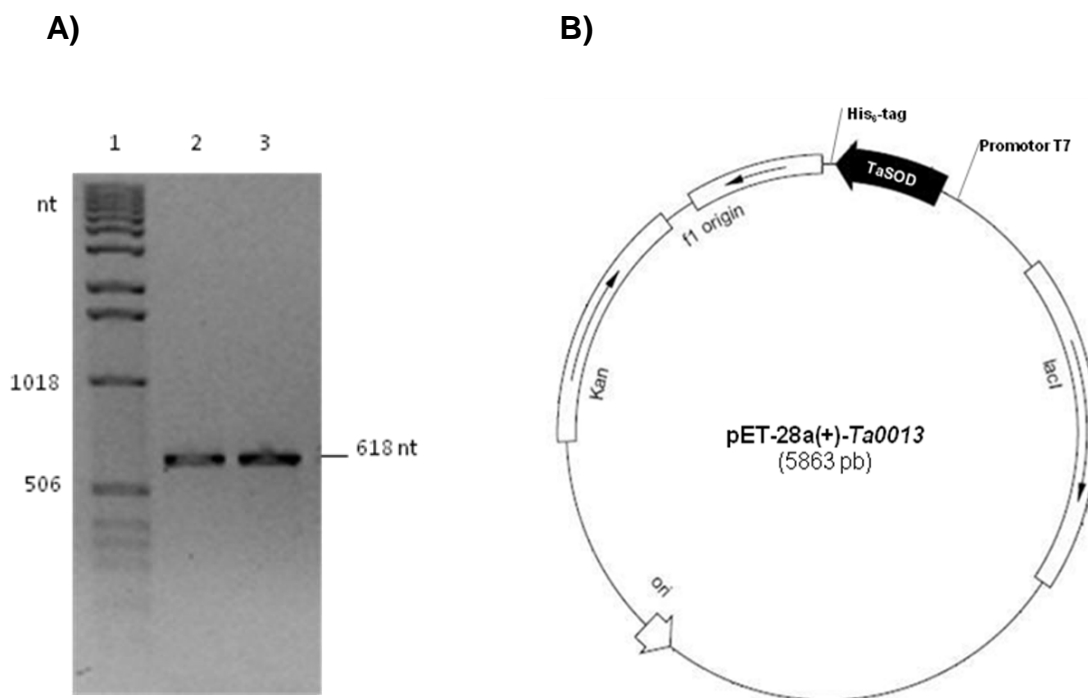 A)
B)
1 2 3
nt
1018
506
618 nt
His₆-tag
Promotor T7
TaSOD
f1 origin
Kan
lacI
ori
pET-28a(+)-Ta0013
(5863 pb)